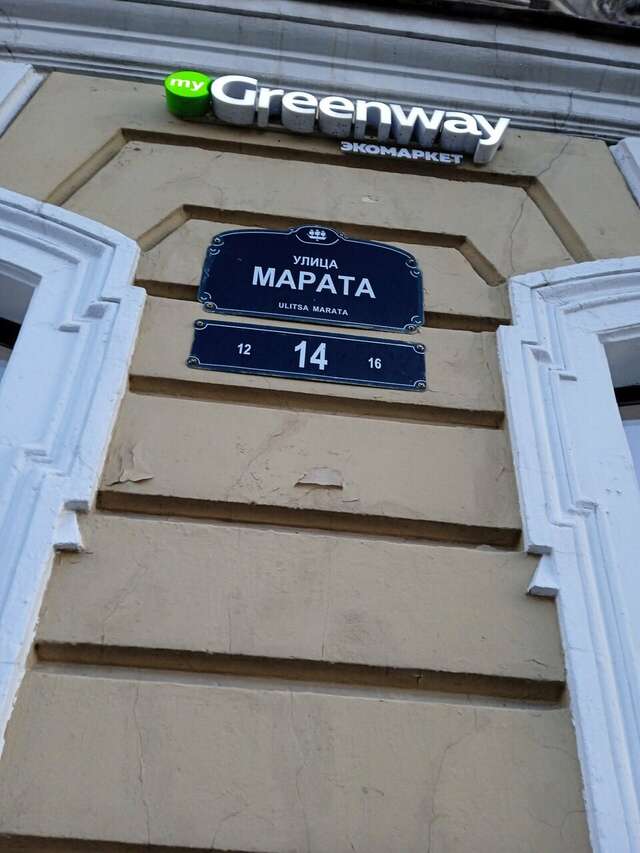 my Greenway
ЭКОМАРКЕТ
УЛИЦА
МАРАТА
ULITSA MARATA
12 14 16